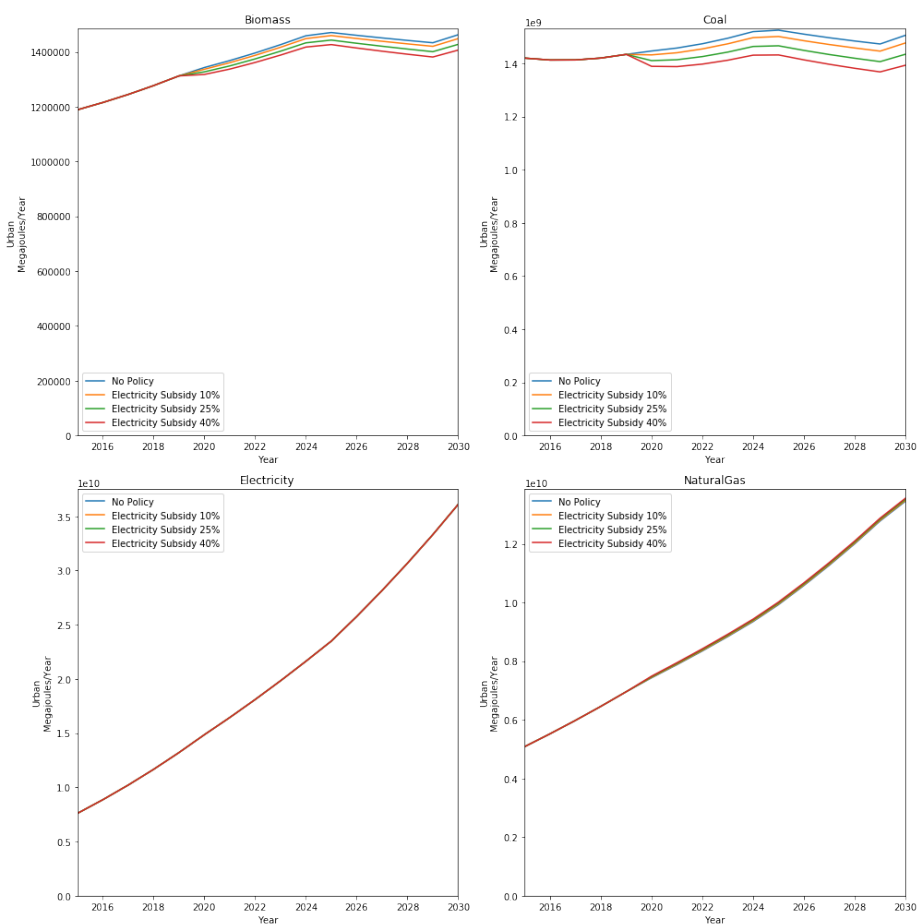 Biomass
1400000
1200000
1000000
800000
600000
400000
200000
0
Urban
Megajoules/Year
No Policy
Electricity Subsidy 10%
Electricity Subsidy 25%
Electricity Subsidy 40%
2016 2018 2020 2022 2024 2026 2028 2030
Year
Coal
1e9
1.4
1.2
1.0
0.8
0.6
0.4
0.2
0.0
Urban
Megajoules/Year
No Policy
Electricity Subsidy 10%
Electricity Subsidy 25%
Electricity Subsidy 40%
2016 2018 2020 2022 2024 2026 2028 2030
Year
Electricity
1e10
3.5
3.0
2.5
2.0
1.5
1.0
0.5
0.0
Urban
Megajoules/Year
No Policy
Electricity Subsidy 10%
Electricity Subsidy 25%
Electricity Subsidy 40%
2016 2018 2020 2022 2024 2026 2028 2030
Year
NaturalGas
1e10
1.2
1.0
0.8
0.6
0.4
0.2
0.0
Urban
Megajoules/Year
No Policy
Electricity Subsidy 10%
Electricity Subsidy 25%
Electricity Subsidy 40%
2016 2018 2020 2022 2024 2026 2028 2030
Year